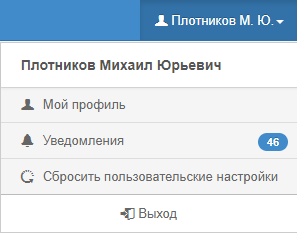 Плотников М. Ю.
Плотников Михаил Юрьевич
Мой профиль
Уведомления 46
Сбросить пользовательские настройки
Выход